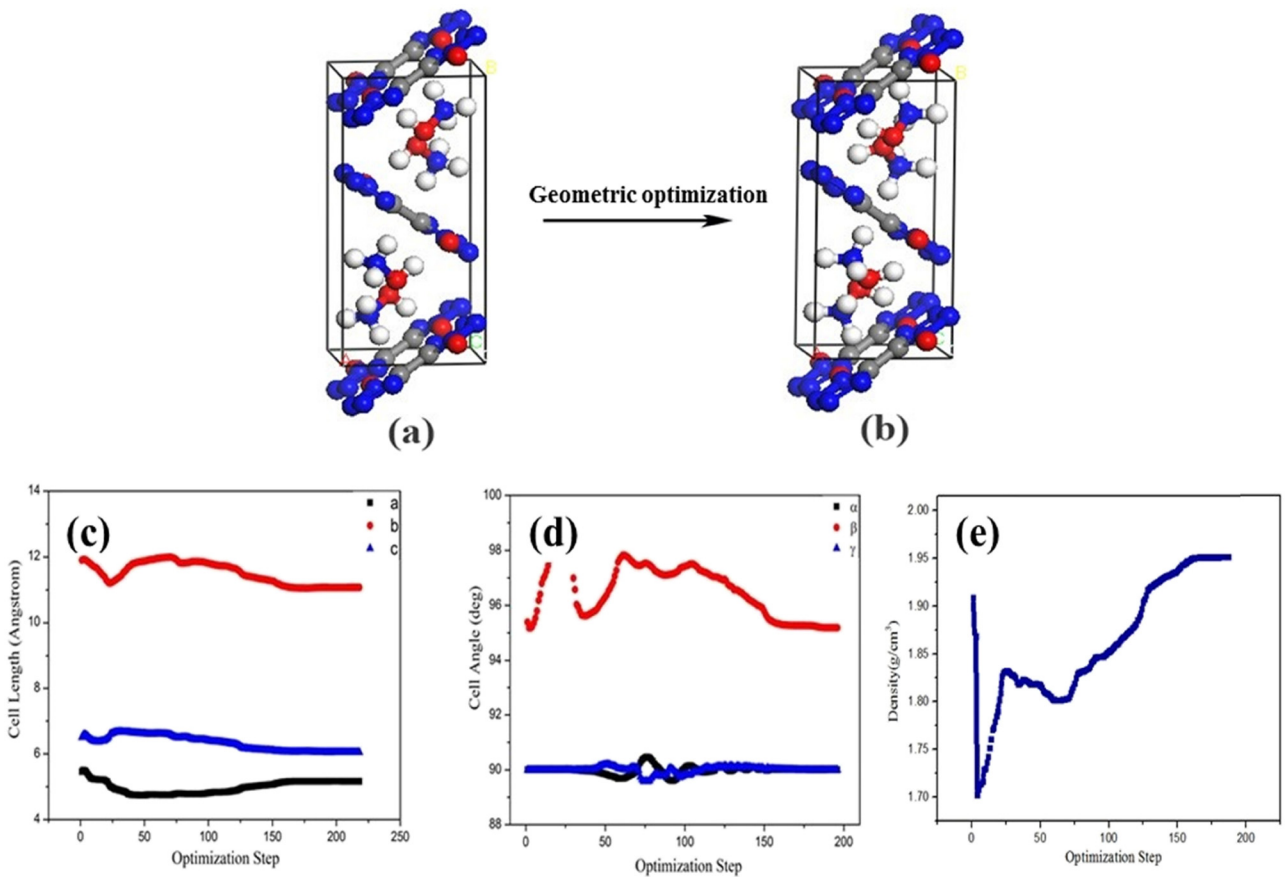 B
B
Geometric optimization
A
C
A
C
(a)
(b)
(c)
14
12
10
8
6
4
0
50
100
150
200
250
Cell Length (Angstrom)
Optimization Step
a
b
c
(d)
100
98
96
94
92
90
88
0
50
100
150
200
Cell Angle (deg)
Optimization Step
α
β
γ
(e)
2.00
1.95
1.90
1.85
1.80
1.75
1.70
0
50
100
150
200
Density(g/cm³)
Optimization Step